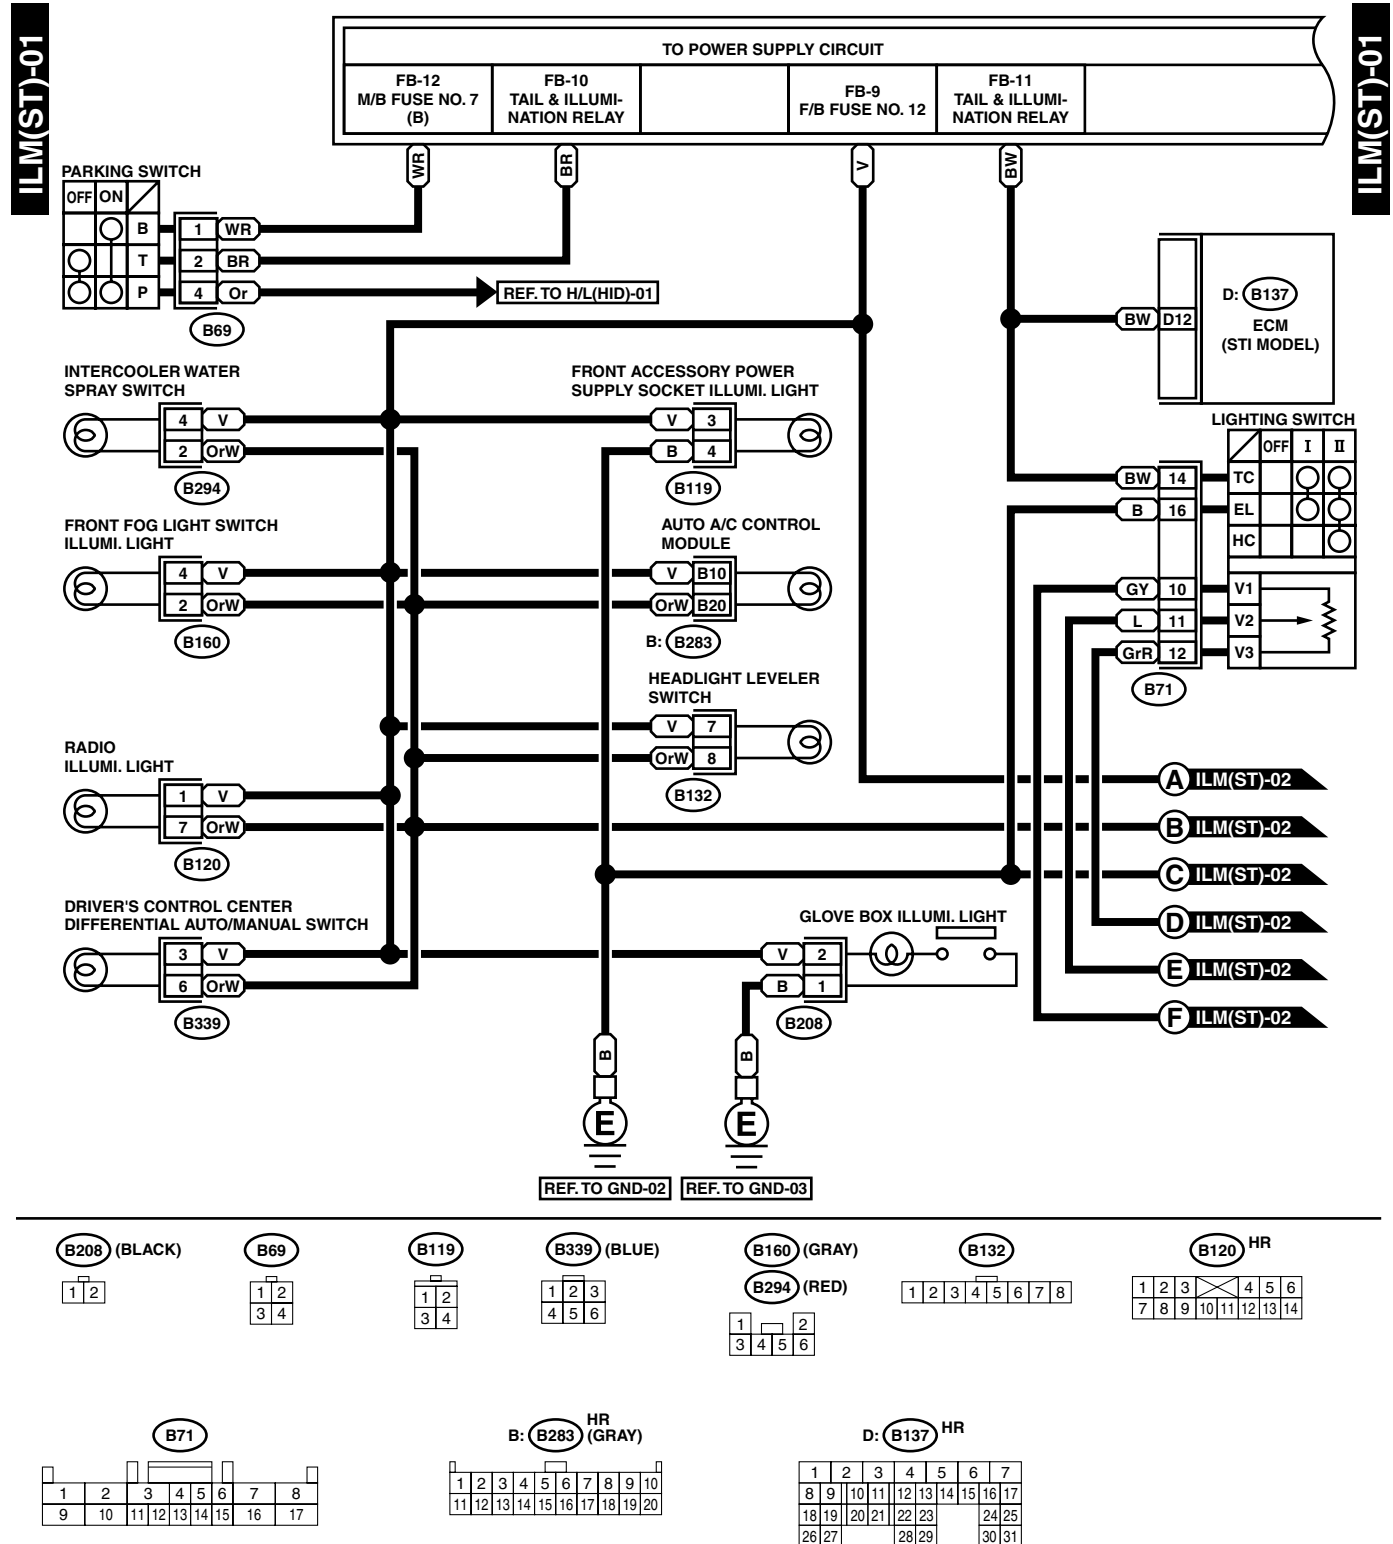 ILM(ST)-01
ILM(ST)-01
TO POWER SUPPLY CIRCUIT
FB-12
M/B FUSE NO. 7
(B)
FB-10
TAIL & ILLUMI-
NATION RELAY
FB-9
F/B FUSE NO. 12
FB-11
TAIL & ILLUMI-
NATION RELAY
WR
BR
V
BW
PARKING SWITCH
OFF ON
B 1 WR
T 2 BR
P 4 Or
REF. TO H/L(HID)-01
B69
BW D12
D: B137
ECM
(STI MODEL)
INTERCOOLER WATER
SPRAY SWITCH
4 V
2 OrW
B294
FRONT ACCESSORY POWER
SUPPLY SOCKET ILLUMI. LIGHT
V 3
B 4
B119
LIGHTING SWITCH
OFF I II
BW 14 TC
B 16 EL
HC
GY 10 V1
L 11 V2
GrR 12 V3
B71
FRONT FOG LIGHT SWITCH
ILLUMI. LIGHT
4 V
2 OrW
B160
AUTO A/C CONTROL
MODULE
V B10
OrW B20
B: B283
HEADLIGHT LEVELER
SWITCH
V 7
OrW 8
B132
RADIO
ILLUMI. LIGHT
1 V
7 OrW
B120
A ILM(ST)-02
B ILM(ST)-02
C ILM(ST)-02
D ILM(ST)-02
E ILM(ST)-02
F ILM(ST)-02
DRIVER'S CONTROL CENTER
DIFFERENTIAL AUTO/MANUAL SWITCH
3 V
6 OrW
B339
GLOVE BOX ILLUMI. LIGHT
V 2
B 1
B208
B
B
E
E
REF. TO GND-02
REF. TO GND-03
B208 (BLACK)
1 2
B69
1 2
3 4
B119
1 2
3 4
B339 (BLUE)
1 2 3
4 5 6
B160 (GRAY)
B294 (RED)
1 2
3 4 5 6
B132
1 2 3 4 5 6 7 8
B120 HR
1 2 3 4 5 6
7 8 9 10 11 12 13 14
B71
1 2 3 4 5 6 7 8
9 10 11 12 13 14 15 16 17
B: B283 HR
(GRAY)
1 2 3 4 5 6 7 8 9 10
11 12 13 14 15 16 17 18 19 20
D: B137 HR
1 2 3 4 5 6 7
8 9 10 11 12 13 14 15 16 17
18 19 20 21 22 23 24 25
26 27 28 29 30 31